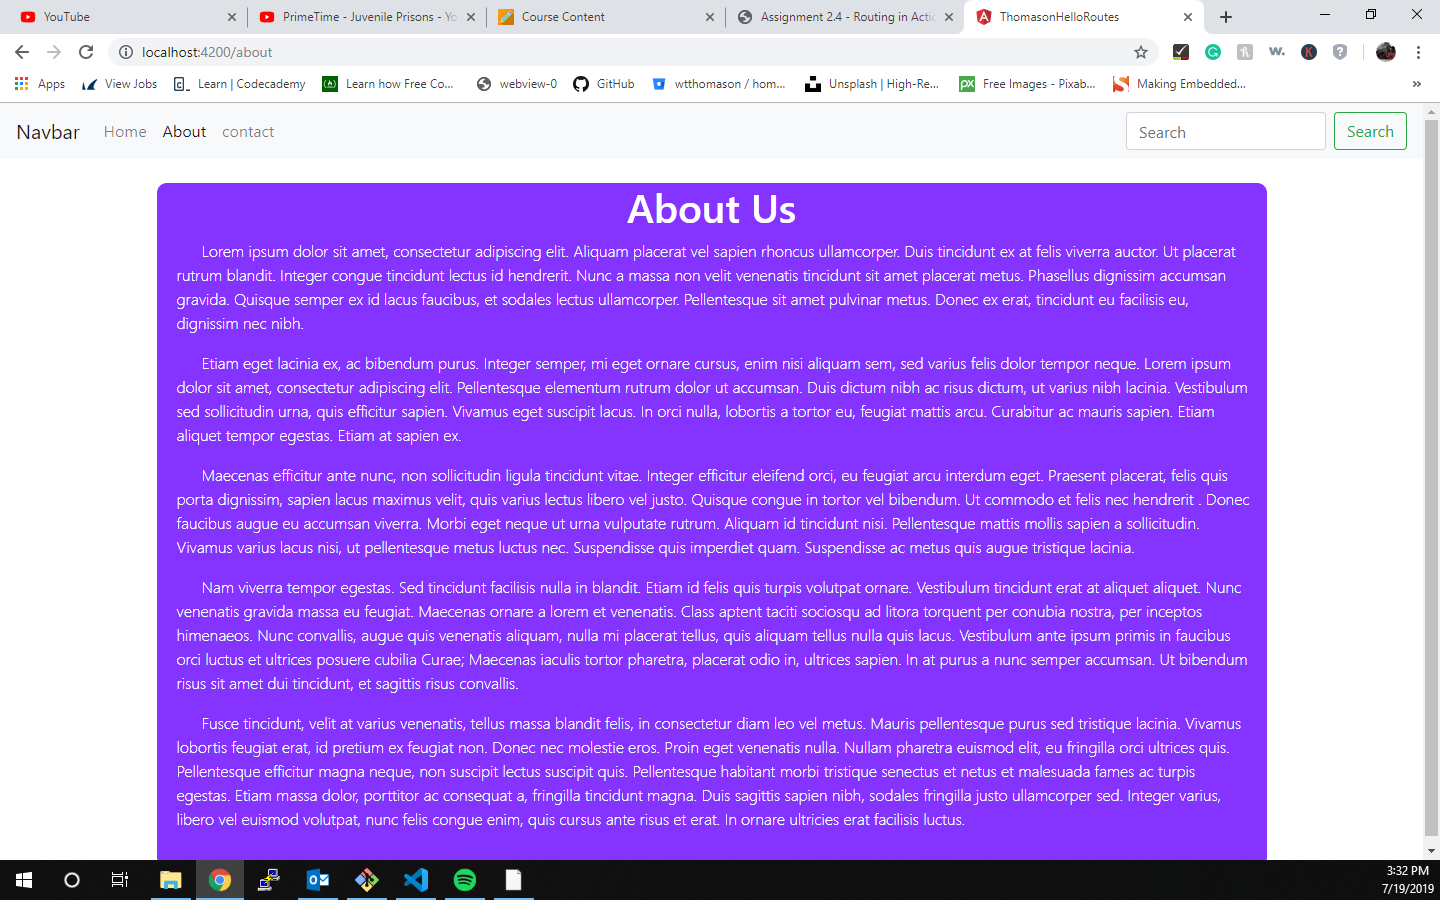 YouTube
PrimeTime - Juvenile Prisons - Yo
Course Content
Assignment 2.4 - Routing in Actio
ThomasonHelloRoutes
localhost:4200/about
Apps
View Jobs
Learn | Codecademy
Learn how Free Co...
webview-0
GitHub
wtthomason / hom...
Unsplash | High-Re...
Free Images - Pixab...
Making Embedded...
»
Navbar
Home
About
contact
Search
Search
About Us
Lorem ipsum dolor sit amet, consectetur adipiscing elit. Aliquam placerat vel sapien rhoncus ullamcorper. Duis tincidunt ex at felis viverra auctor. Ut placerat
rutrum blandit. Integer congue tincidunt lectus id hendrerit. Nunc a massa non velit venenatis tincidunt sit amet placerat metus. Phasellus dignissim accumsan
gravida. Quisque semper ex id lacus faucibus, et sodales lectus ullamcorper. Pellentesque sit amet pulvinar metus. Donec ex erat, tincidunt eu facilisis eu,
dignissim nec nibh.
Etiam eget lacinia ex, ac bibendum purus. Integer semper, mi eget ornare cursus, enim nisi aliquam sem, sed varius felis dolor tempor neque. Lorem ipsum
dolor sit amet, consectetur adipiscing elit. Pellentesque elementum rutrum dolor ut accumsan. Duis dictum nibh ac risus dictum, ut varius nibh lacinia. Vestibulum
sed sollicitudin urna, quis efficitur sapien. Vivamus eget suscipit lacus. In orci nulla, lobortis a tortor eu, feugiat mattis arcu. Curabitur ac mauris sapien. Etiam
aliquet tempor egestas. Etiam at sapien ex.
Maecenas efficitur ante nunc, non sollicitudin ligula tincidunt vitae. Integer efficitur eleifend orci, eu feugiat arcu interdum eget. Praesent placerat, felis quis
porta dignissim, sapien lacus maximus velit, quis varius lectus libero vel justo. Quisque congue in tortor vel bibendum. Ut commodo et felis nec hendrerit . Donec
faucibus augue eu accumsan viverra. Morbi eget neque ut urna vulputate rutrum. Aliquam id tincidunt nisi. Pellentesque mattis mollis sapien a sollicitudin.
Vivamus varius lacus nisi, ut pellentesque metus luctus nec. Suspendisse quis imperdiet quam. Suspendisse ac metus quis augue tristique lacinia.
Nam viverra tempor egestas. Sed tincidunt facilisis nulla in blandit. Etiam id felis quis turpis volutpat ornare. Vestibulum tincidunt erat at aliquet aliquet. Nunc
venenatis gravida massa eu feugiat. Maecenas ornare a lorem et venenatis. Class aptent taciti sociosqu ad litora torquent per conubia nostra, per inceptos
himenaeos. Nunc convallis, augue quis venenatis aliquam, nulla mi placerat tellus, quis aliquam tellus nulla quis lacus. Vestibulum ante ipsum primis in faucibus
orci luctus et ultrices posuere cubilia Curae; Maecenas iaculis tortor pharetra, placerat odio in, ultrices sapien. In at purus a nunc semper accumsan. Ut bibendum
risus sit amet dui tincidunt, et sagittis risus convallis.
Fusce tincidunt, velit at varius venenatis, tellus massa blandit felis, in consectetur diam leo vel metus. Mauris pellentesque purus sed tristique lacinia. Vivamus
lobortis feugiat erat, id pretium ex feugiat non. Donec nec molestie eros. Proin eget venenatis nulla. Nullam pharetra euismod elit, eu fringilla orci ultrices quis.
Pellentesque efficitur magna neque, non suscipit lectus suscipit quis. Pellentesque habitant morbi tristique senectus et netus et malesuada fames ac turpis
egestas. Etiam massa dolor, porttitor ac consequat a, fringilla tincidunt magna. Duis sagittis sapien nibh, sodales fringilla justo ullamcorper sed. Integer varius,
libero vel euismod volutpat, nunc felis congue enim, quis cursus ante risus et erat. In ornare ultricies erat facilisis luctus.
3:32 PM
7/19/2019